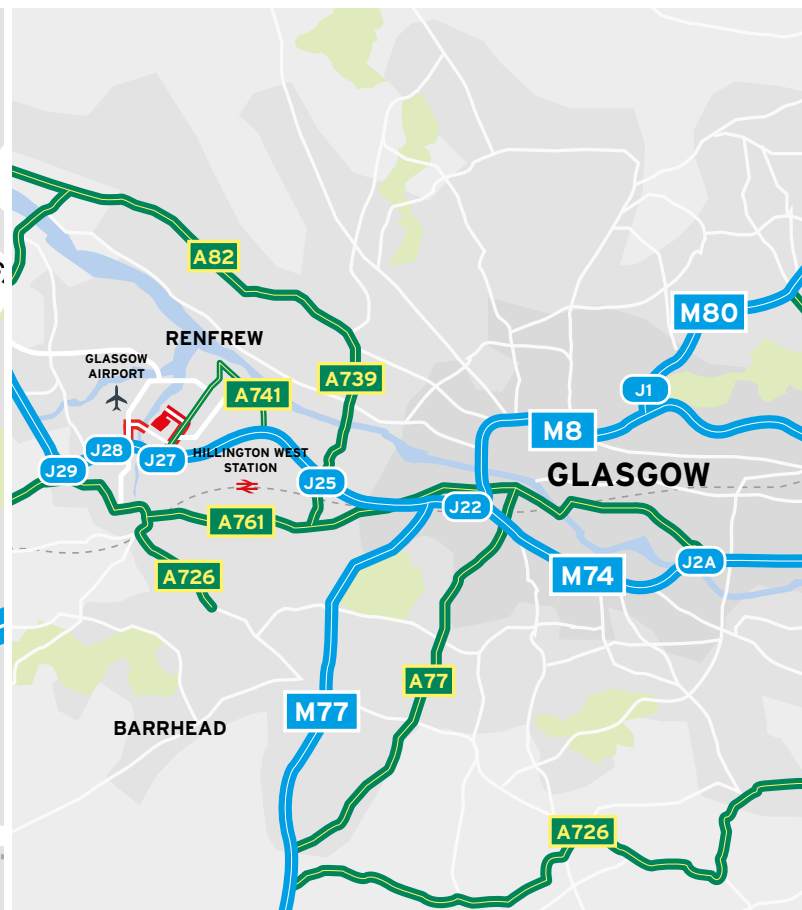 A82
M80
RENFREW
GLASGOW
AIRPORT
A739
J1
A741
M8
J28
J27
HILLINGTON WEST
STATION
J29
J25
GLASGOW
J22
A761
J2A
A726
M74
A77
M77
BARRHEAD
A726